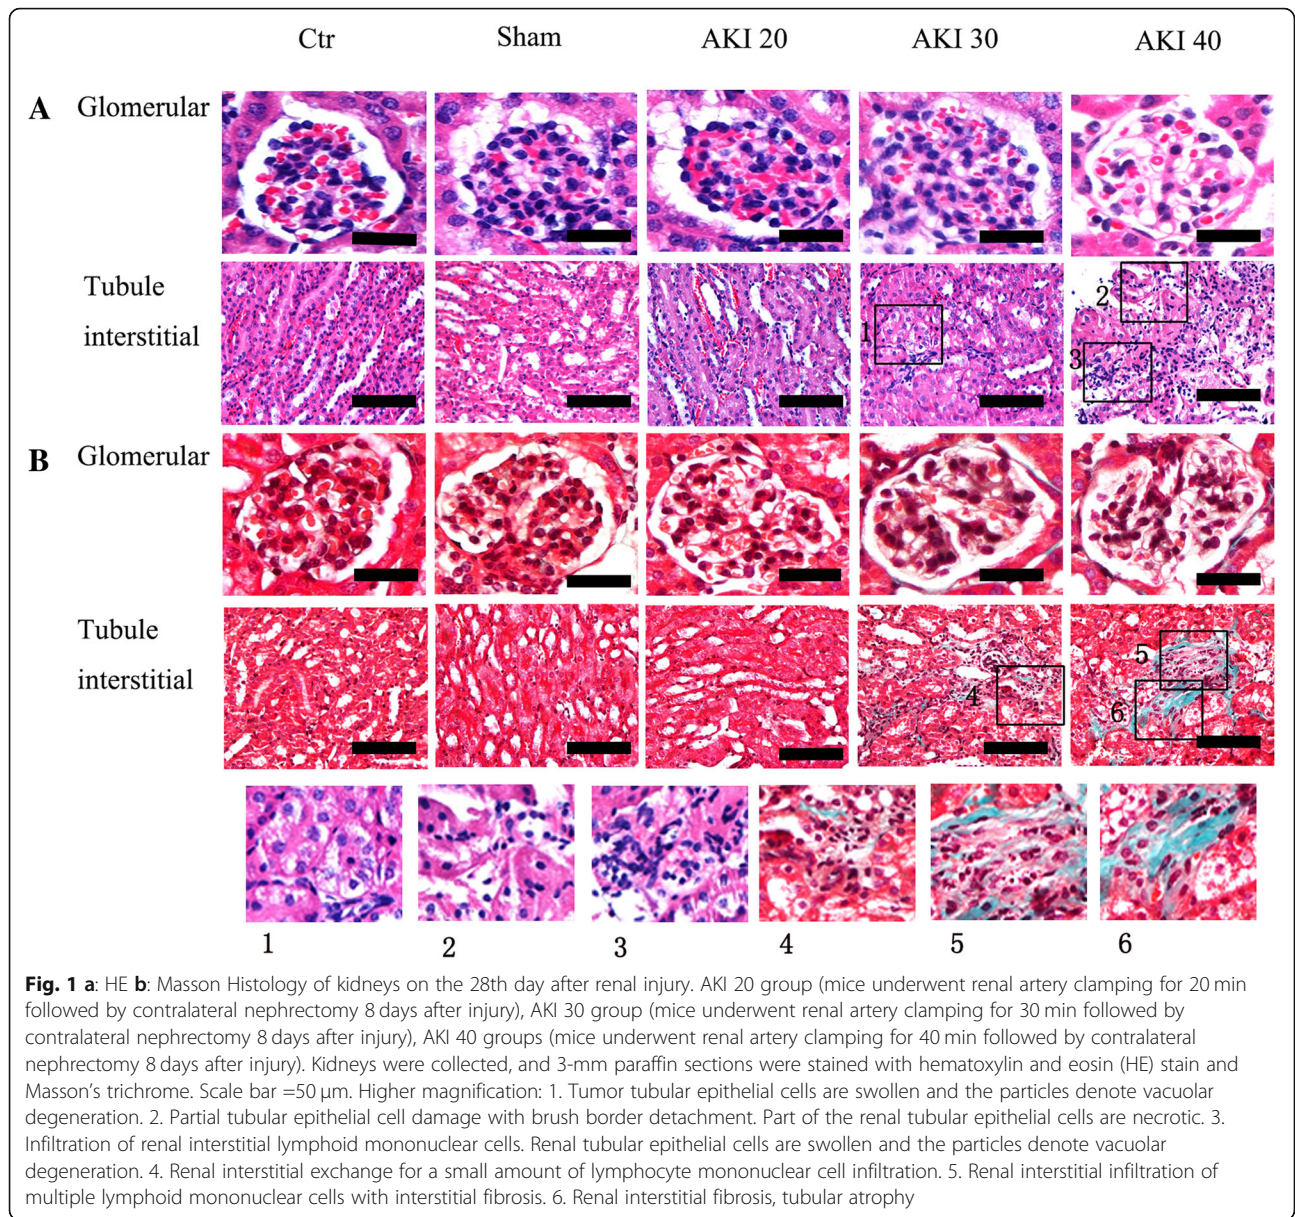 Ctr Sham AKI 20 AKI 30 AKI 40
A Glomerular
Tubule
interstitial
1
2
3
B Glomerular
Tubule
interstitial
4
5
6
1 2 3 4 5 6
Fig. 1 a: HE b: Masson Histology of kidneys on the 28th day after renal injury. AKI 20 group (mice underwent renal artery clamping for 20 min
followed by contralateral nephrectomy 8 days after injury), AKI 30 group (mice underwent renal artery clamping for 30 min followed by
contralateral nephrectomy 8 days after injury), AKI 40 groups (mice underwent renal artery clamping for 40 min followed by contralateral
nephrectomy 8 days after injury). Kidneys were collected, and 3-mm paraffin sections were stained with hematoxylin and eosin (HE) stain and
Masson's trichrome. Scale bar =50 μm. Higher magnification: 1. Tumor tubular epithelial cells are swollen and the particles denote vacuolar
degeneration. 2. Partial tubular epithelial cell damage with brush border detachment. Part of the renal tubular epithelial cells are necrotic. 3.
Infiltration of renal interstitial lymphoid mononuclear cells. Renal tubular epithelial cells are swollen and the particles denote vacuolar
degeneration. 4. Renal interstitial exchange for a small amount of lymphocyte mononuclear cell infiltration. 5. Renal interstitial infiltration of
multiple lymphoid mononuclear cells with interstitial fibrosis. 6. Renal interstitial fibrosis, tubular atrophy